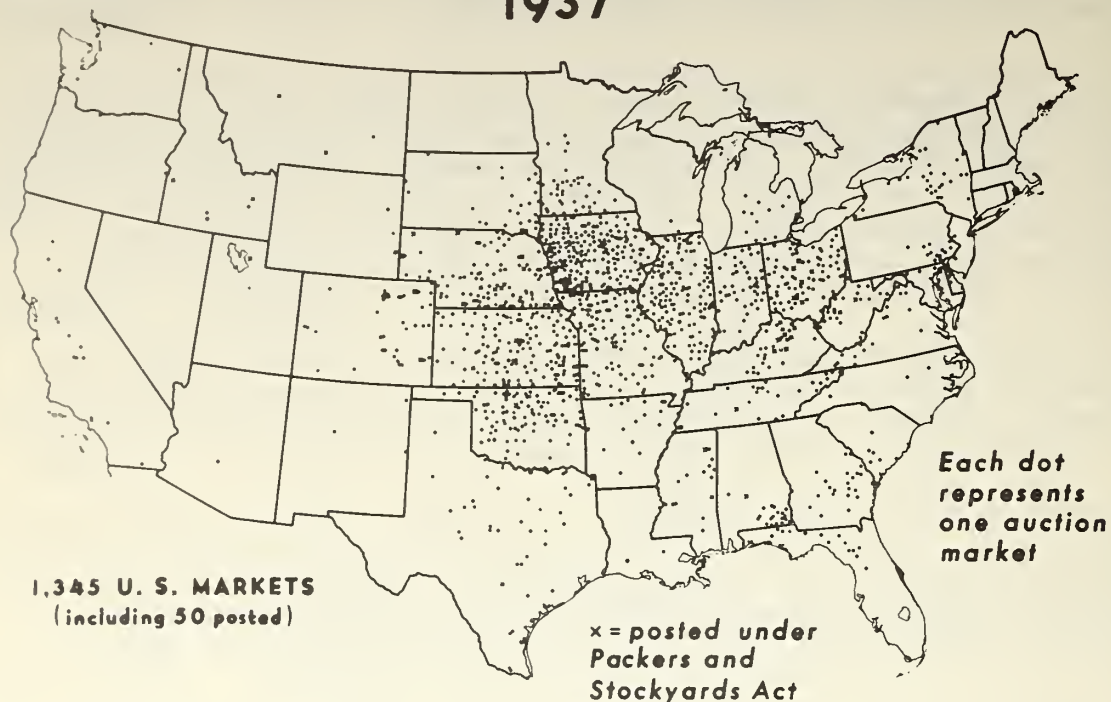 1937
Each dot
represents
one auction
market
1,345 U. S. MARKETS
(including 50 posted)
x = posted under
Packers and
Stockyards Act